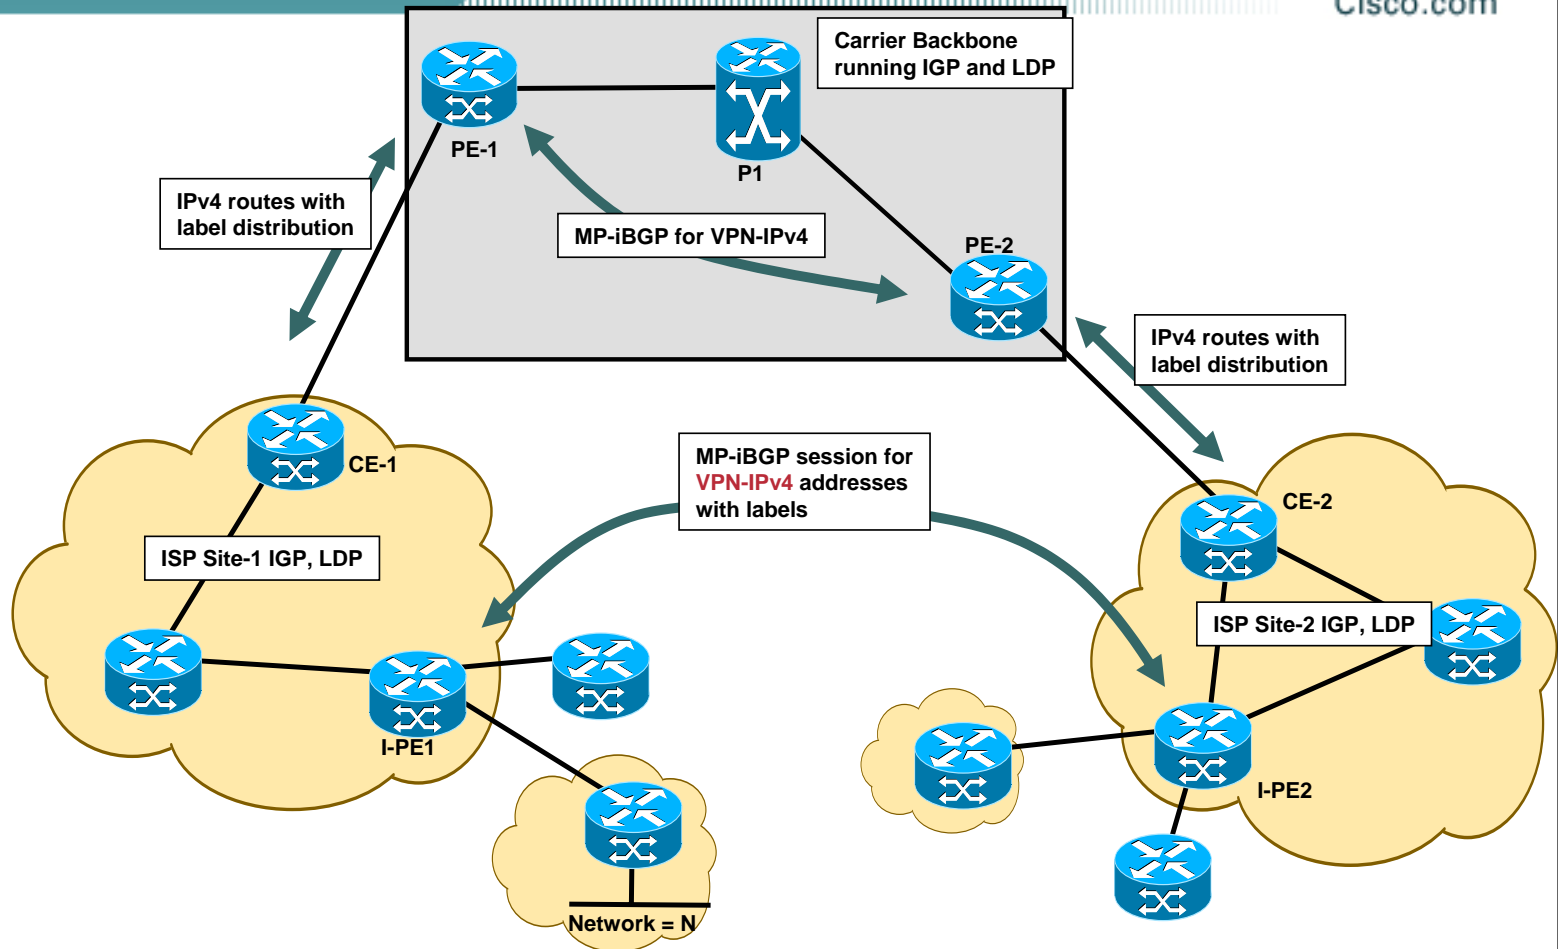 Cisco.com
Carrier Backbone
running IGP and LDP
PE-1
P1
IPv4 routes with
label distribution
MP-iBGP for VPN-IPv4
PE-2
IPv4 routes with
label distribution
CE-1
MP-iBGP session for
VPN-IPv4 addresses
with labels
CE-2
ISP Site-1 IGP, LDP
ISP Site-2 IGP, LDP
I-PE1
I-PE2
Network = N